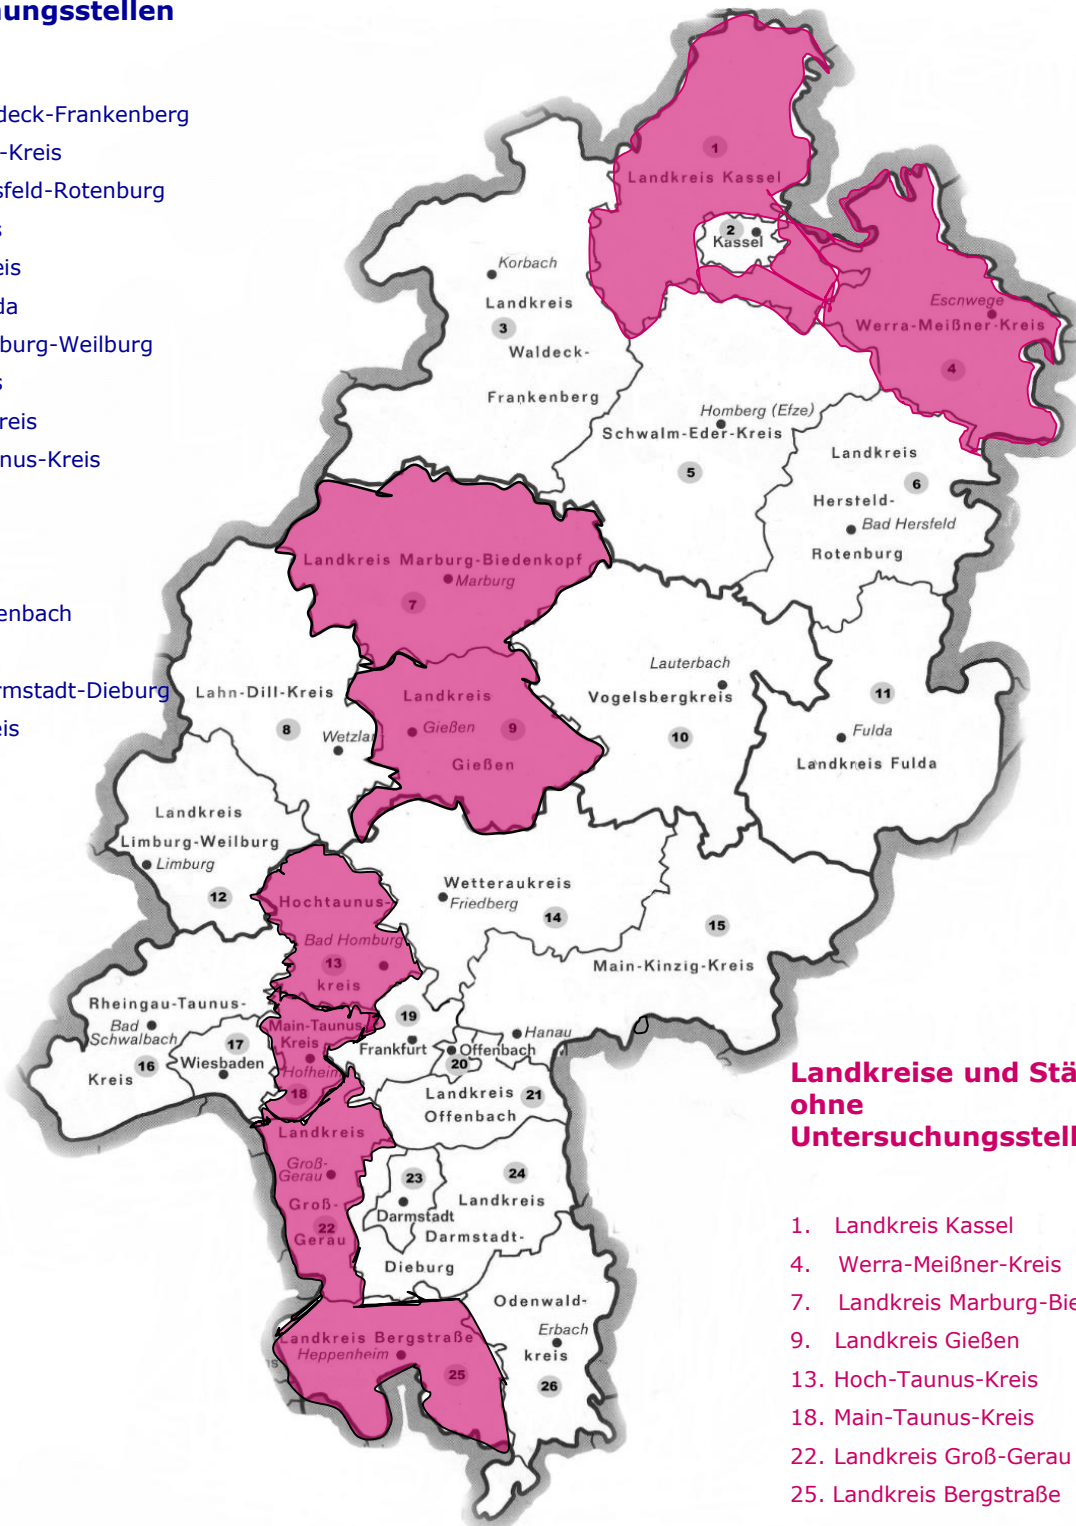 hungsstellen
deck-Frankenberg
-Kreis
sfeld-Rotenburg
s
eis
da
burg-Weilburg
s
reis
nus-Kreis
enbach
rmstadt-Dieburg
eis
1
Landkreis Kassel
2
Kassel
Korbach
Landkreis
3
Waldeck-
Frankenberg
Eschwege
Werra-Meißner-Kreis
4
Homberg (Efze)
Schwalm-Eder-Kreis
5
Landkreis
6
Hersfeld-
Bad Hersfeld
Rotenburg
Landkreis Marburg-Biedenkopf
Marburg
7
Lahn-Dill-Kreis
8
Wetzlar
Landkreis
Gießen
9
Gießen
Lauterbach
Vogelsbergkreis
10
11
Fulda
Landkreis Fulda
Landkreis
Limburg-Weilburg
Limburg
12
Hochtaunus-
Bad Homburg
13
kreis
Wetteraukreis
Friedberg
14
15
Main-Kinzig-Kreis
Hanau
Rheingau-Taunus-
Bad
Schwalbach
16
Kreis
17
Wiesbaden
Main-Taunus
Kreis
Hofheim
18
19
Frankfurt
Offenbach
20
Landkreis
21
Offenbach
Landkreis
Groß-
Gerau
Groß-
22
Gerau
23
Darmstadt
24
Landkreis
Darmstadt-
Dieburg
Odenwald-
Erbach
kreis
26
Landkreis Bergstraße
Heppenheim
25
Landkreise und Stä
ohne
Untersuchungsstell
1. Landkreis Kassel
4. Werra-Meißner-Kreis
7. Landkreis Marburg-Bie
9. Landkreis Gießen
13. Hoch-Taunus-Kreis
18. Main-Taunus-Kreis
22. Landkreis Groß-Gerau
25. Landkreis Bergstraße